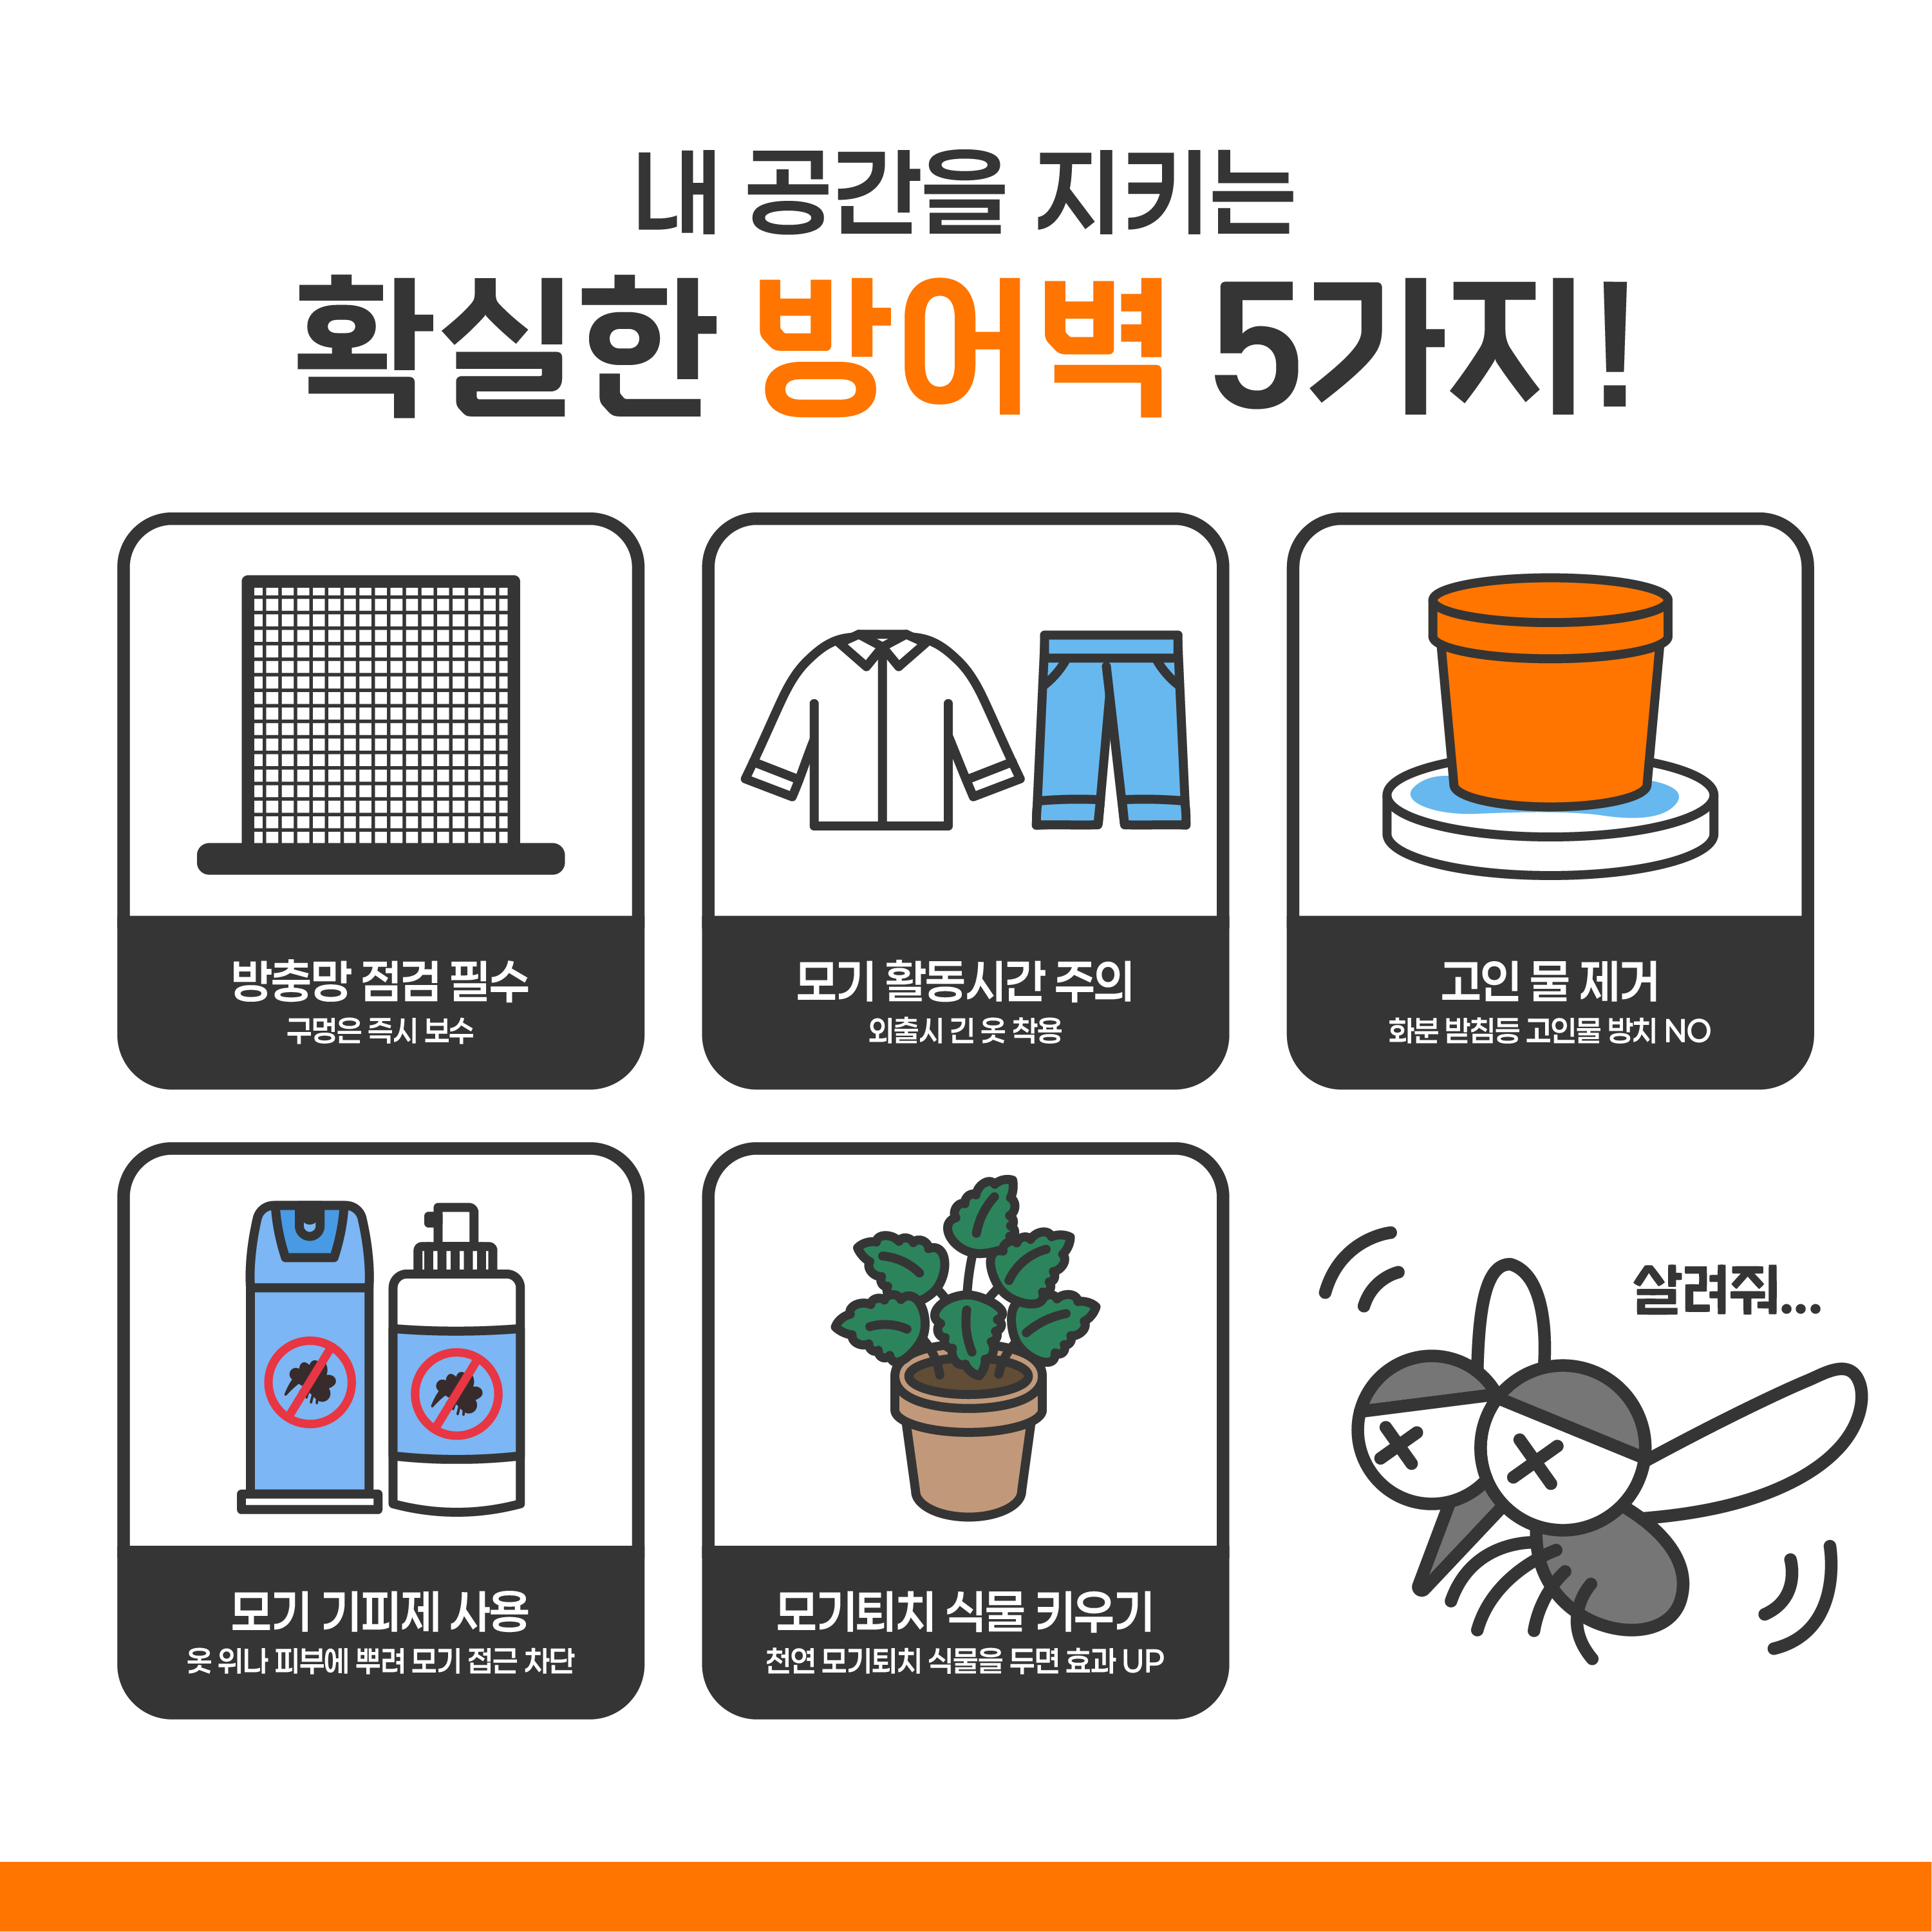 내 공간을 지키는
확실한 방어벽 5가지!
방충망 점검 필수
구멍은 즉시 보수
모기 활동시간 주의
외출시 긴 옷 착용
고인 물 제거
화분 받침등 고인물 방치 NO
모기 기피제 사용
옷 위나 피부에 뿌려 모기 접근 차단
모기퇴치 식물 키우기
천연 모기퇴치 식물을 두면 효과 UP
살려줘...